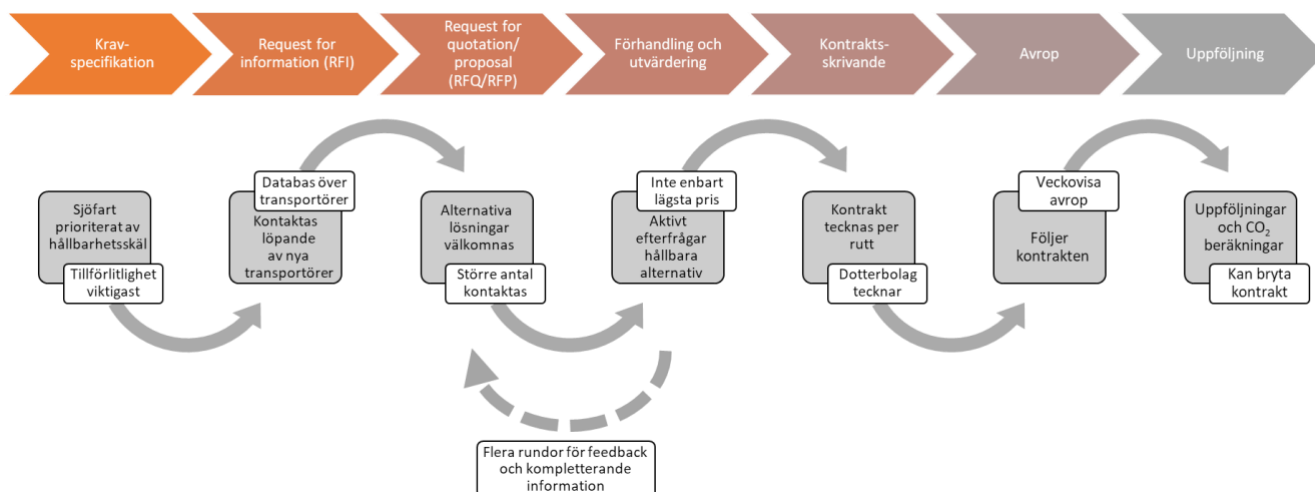 Krav-
specifikation
Request for
information (RFI)
Request for
quotation/
proposal
(RFQ/RFP)
Förhandling och
utvärdering
Kontrakts-
skrivande
Avrop
Uppföljning
Sjöfart
prioriterat av
hållbarhetsskäl
Tillförlitlighet
viktigast
Databas över
transportörer
Kontaktas
löpande
av nya
transportörer
Alternativa
lösningar
välkomnas
Större antal
kontaktas
Inte enbart
lägsta pris
Aktivt
efterfrågar
hållbara
alternativ
Kontrakt
tecknas per
rutt
Dotterbolag
tecknar
Veckovisa
avrop
Följer
kontrakten
Uppföljningar
och CO₂
beräkningar
Kan bryta
kontrakt
Flera rundor för feedback
och kompletterande
information